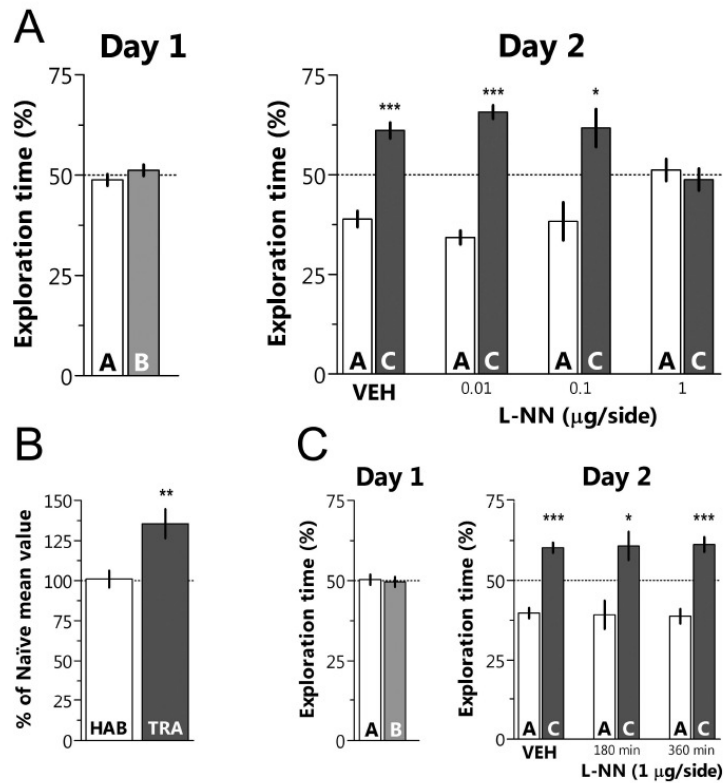 A
Day 1
Exploration time (%)
75
50
25
0
A B
Day 2
Exploration time (%)
75
50
25
0
*** *** *
A C A C A C A C
VEH 0.01 0.1 1
L-NN (μg/side)
B
% of Naïve mean value
150
125
100
75
50
25
0
**
HAB TRA
C
Day 1
Exploration time (%)
75
50
25
0
A B
Day 2
Exploration time (%)
75
50
25
0
*** * ***
A C A C A C
VEH 180 min 360 min
L-NN (1 μg/side)